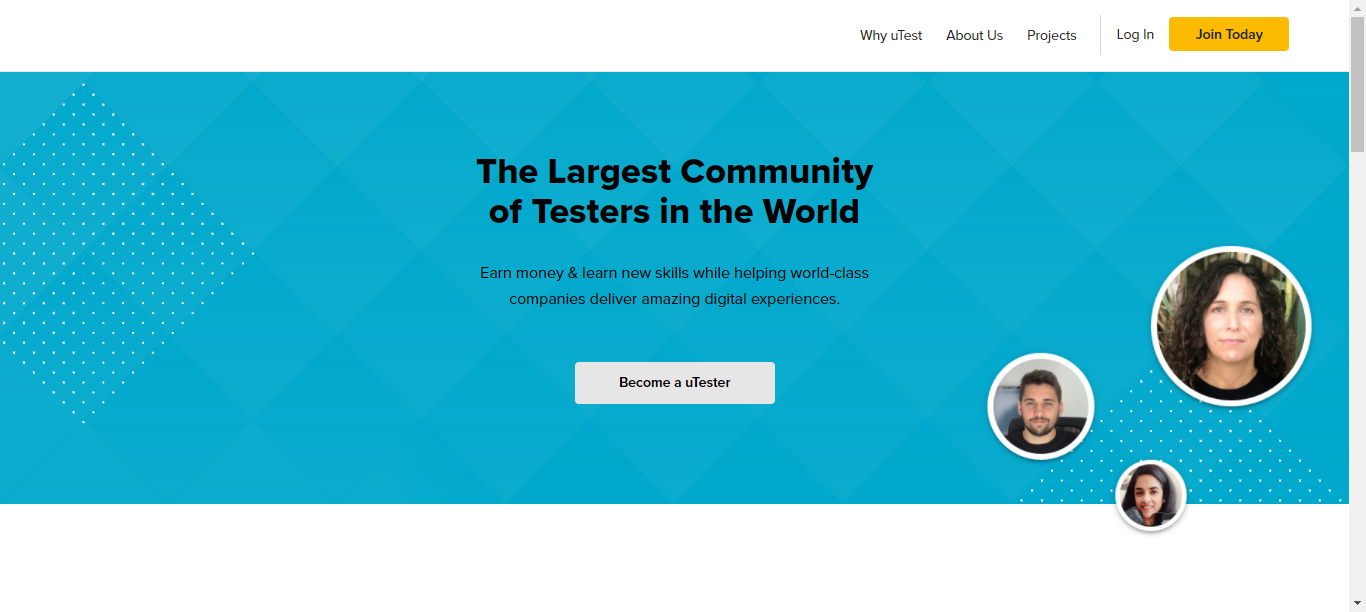 Why uTest
About Us
Projects
Log In
Join Today
The Largest Community
of Testers in the World
Earn money & learn new skills while helping world-class
companies deliver amazing digital experiences.
Become a uTester